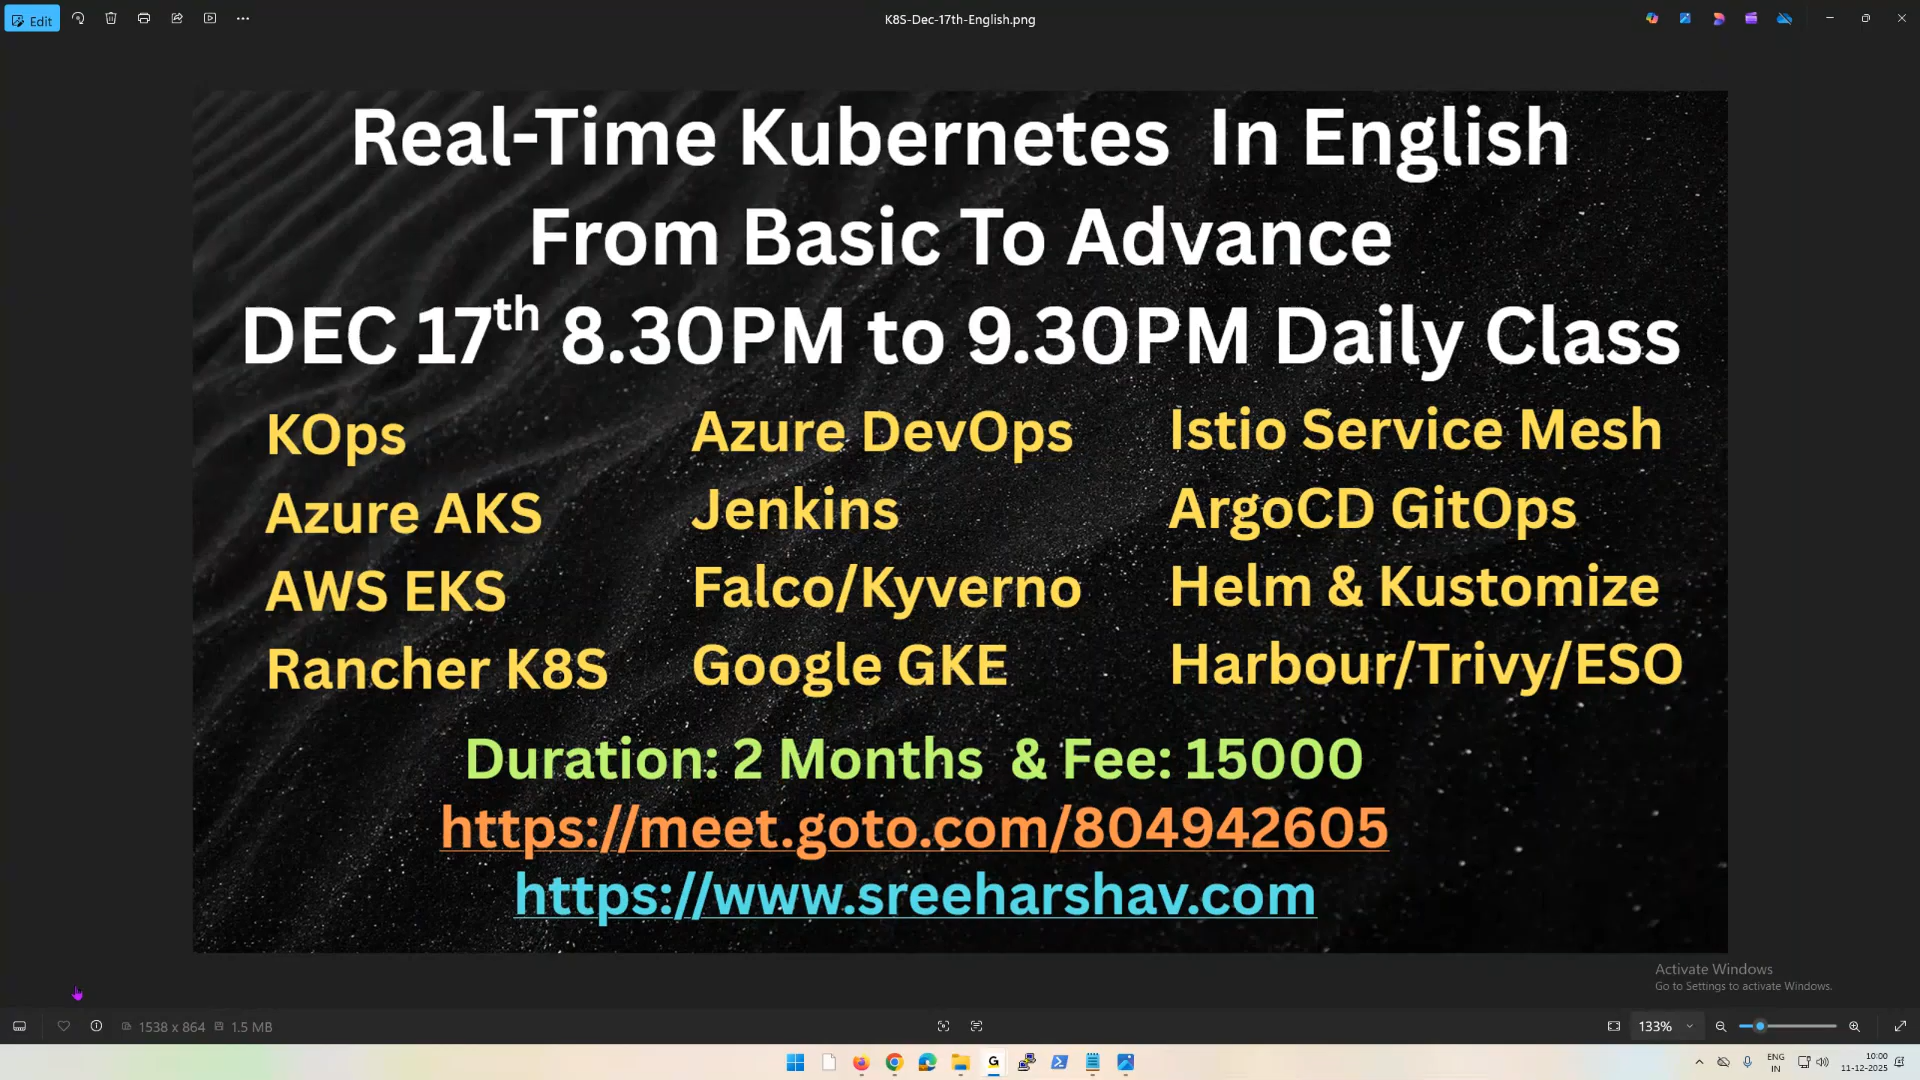 Edit
K8S-Dec-17th-English.png
Real-Time Kubernetes In English
From Basic To Advance
DEC 17th 8.30PM to 9.30PM Daily Class
KOps
Azure DevOps
Istio Service Mesh
Azure AKS
Jenkins
ArgoCD GitOps
AWS EKS
Falco/Kyverno
Helm & Kustomize
Rancher K8S
Google GKE
Harbour/Trivy/ESO
Duration: 2 Months & Fee: 15000
https://meet.goto.com/804942605
https://www.sreeharshav.com
Activate Windows
Go to Settings to activate Windows.
1538 x 864
1.5 MB
133%
G
ENG
IN
10:00
11-12-2025